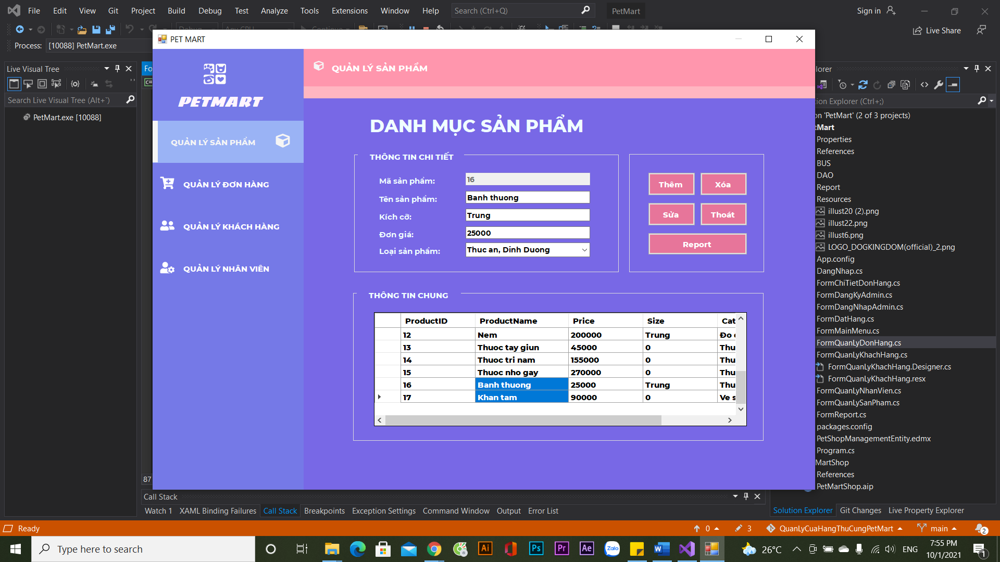 File Edit View Git Project Build Debug Test Analyze Tools Extensions Window Help Search (Ctrl+Q) PetMart Sign in
Live Share
Process: [10088] PetMart.exe
PET MART
Live Visual Tree
Search Live Visual Tree (Alt+`)
PetMart.exe [10088]
PETMART
QUẢN LÝ SẢN PHẨM
QUẢN LÝ ĐƠN HÀNG
QUẢN LÝ KHÁCH HÀNG
QUẢN LÝ NHÂN VIÊN
QUẢN LÝ SẢN PHẨM
DANH MỤC SẢN PHẨM
THÔNG TIN CHI TIẾT
Mã sản phẩm: 16
Tên sản phẩm: Banh thuong
Kích cỡ: Trung
Đơn giá: 25000
Loại sản phẩm: Thuc an, Dinh Duong
Thêm Xóa
Sửa Thoát
Report
THÔNG TIN CHUNG
ProductID ProductName Price Size Cat
12 Nem 200000 Trung Đo
13 Thuoc tay giun 45000 0 Thu
14 Thuoc tri nam 155000 0 Thu
15 Thuoc nho gay 270000 0 Thu
16 Banh thuong 25000 Trung Thu
17 Khan tam 90000 0 Ve s
87
lorer
tion Explorer (Ctrl+;)
on 'PetMart' (2 of 3 projects)
tMart
Properties
References
BUS
DAO
Report
Resources
illust20 (2).png
illust22.png
illust6.png
LOGO_DOGKINGDOM(official)_2.png
App.config
DangNhap.cs
FormChiTietDonHang.cs
FormDangKyAdmin.cs
FormDangNhapAdmin.cs
FormDatHang.cs
FormMainMenu.cs
FormQuanLyDonHang.cs
FormQuanLyKhachHang.cs
FormQuanLyKhachHang.Designer.cs
FormQuanLyKhachHang.resx
FormQuanLyNhanVien.cs
FormQuanLySanPham.cs
FormReport.cs
packages.config
PetShopManagementEntity.edmx
Program.cs
MartShop
References
PetMartShop.aip
Call Stack
Watch 1 XAML Binding Failures Call Stack Breakpoints Exception Settings Command Window Output Error List
Solution Explorer Git Changes Live Property Explorer
Ready 0 3 QuanLyCuaHangThuCungPetMart main 2
Type here to search
26°C ENG
7:55 PM
10/1/2021
1